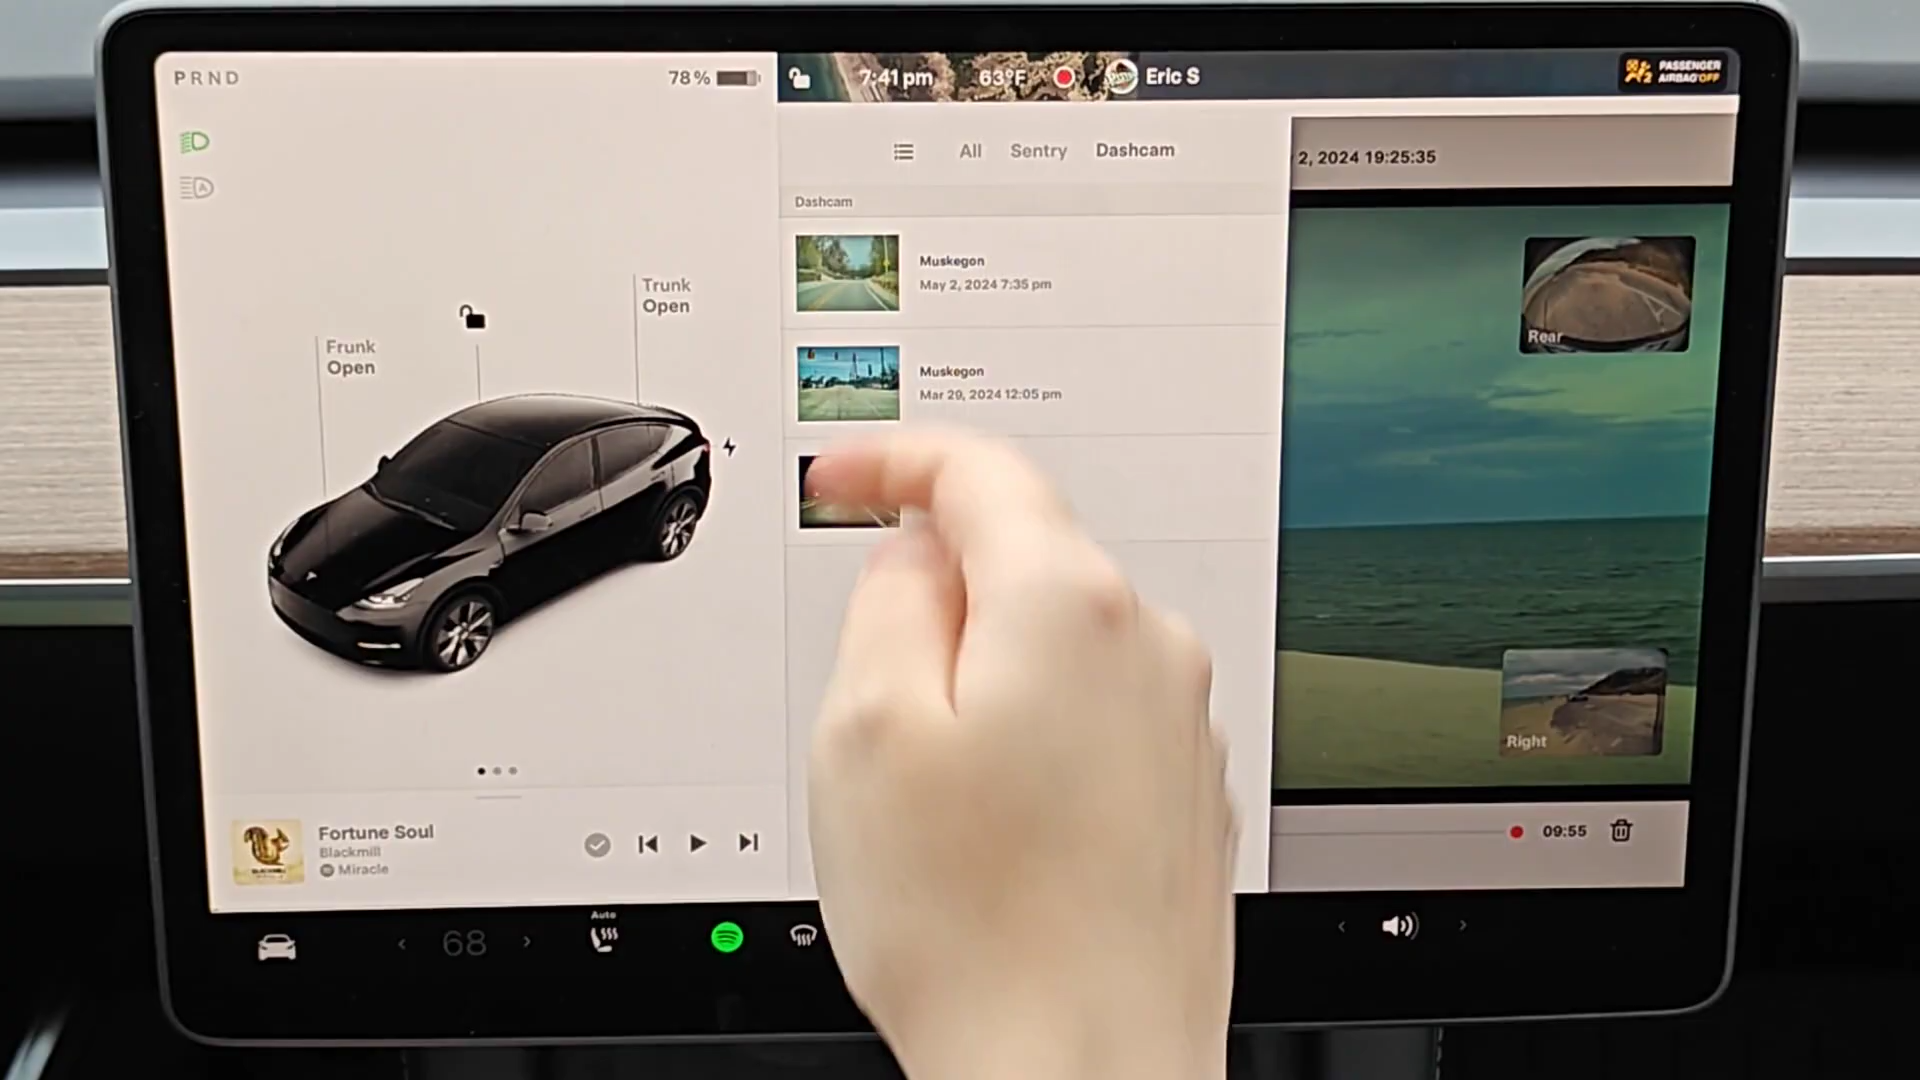 PRND
78%
7:41 pm
63°F
Eric S
PASSENGER
AIRBAG OFF
Frunk
Open
Trunk
Open
Fortune Soul
Blackmill
Miracle
All
Sentry
Dashcam
Dashcam
Muskegon
May 2, 2024 7:35 pm
Muskegon
Mar 29, 2024 12:05 pm
2, 2024 19:25:35
Rear
Right
09:55
68
Auto